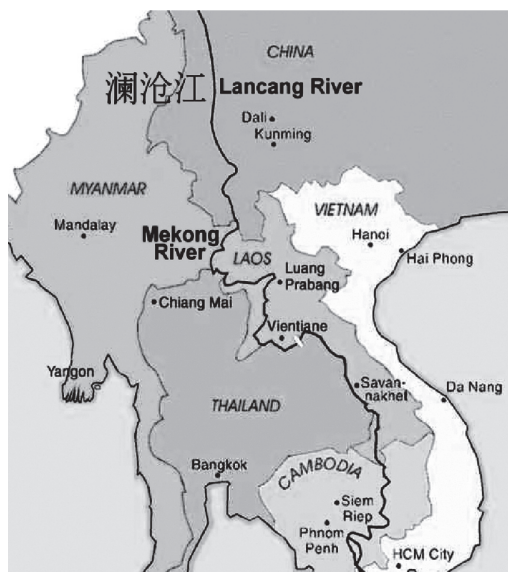 CHINA
澜沧江 Lancang River
Dali
Kunming
MYANMAR
VIETNAM
Mandalay
Mekong
River
Hanoi
Hai Phong
LAOS
Luang
Prabang
Chiang Mai
Vientiane
Yangon
Savan-
nakhet
Da Nang
THAILAND
Bangkok
CAMBODIA
Siem
Riep
Phnom
Penh
HCM City